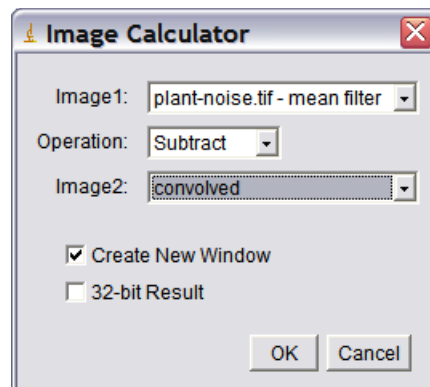 Image Calculator
Image1: plant-noise.tif - mean filter
Operation: Subtract
Image2: convolved
Create New Window
32-bit Result
OK Cancel